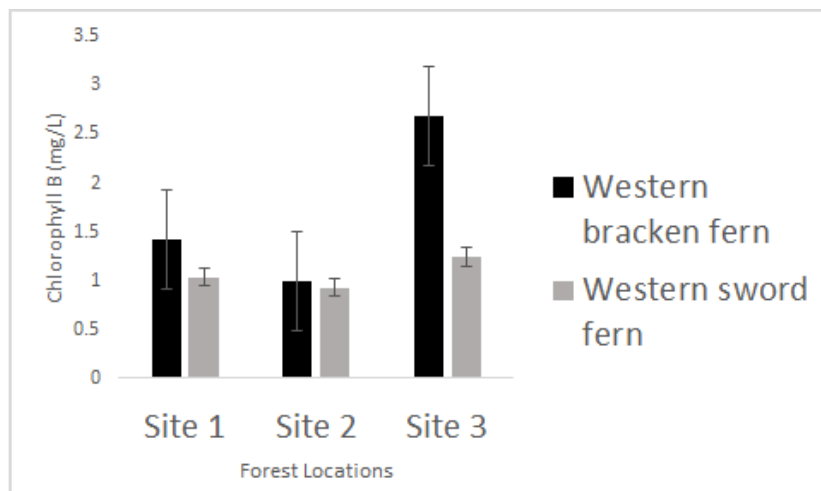 3.5
3
2.5
2
1.5
1
0.5
0
Chlorophyll B (mg/L)
Site 1 Site 2 Site 3
Forest Locations
Western
bracken fern
Western sword
fern